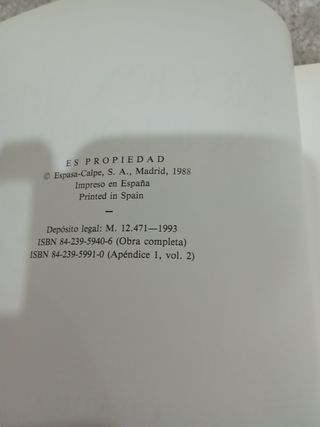 ES PROPIEDAD
© Espasa-Calpe, S. A., Madrid, 1988
Impreso en España
Printed in Spain
—
Depósito legal: M. 12.471—1993
ISBN 84-239-5940-6 (Obra completa)
ISBN 84-239-5991-0 (Apéndice 1, vol. 2)